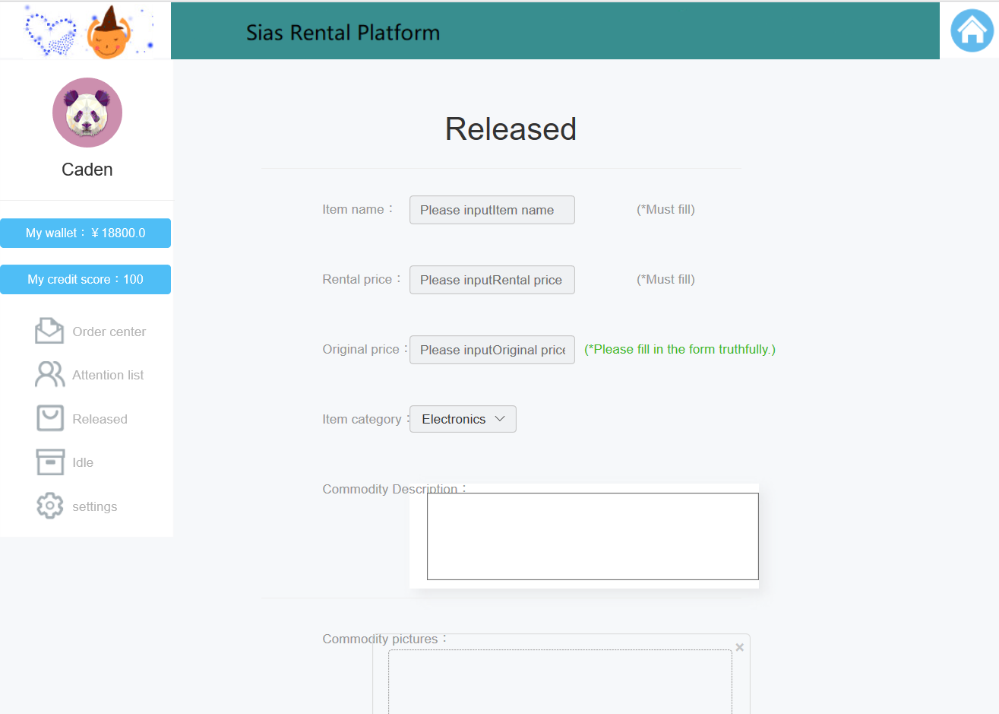 Sias Rental Platform
Caden
My wallet：￥18800.0
My credit score：100
Order center
Attention list
Released
Idle
settings
Released
Item name： Please inputItem name (*Must fill)
Rental price： Please inputRental price (*Must fill)
Original price： Please inputOriginal price (*Please fill in the form truthfully.)
Item category： Electronics
Commodity Description：
Commodity pictures：
×